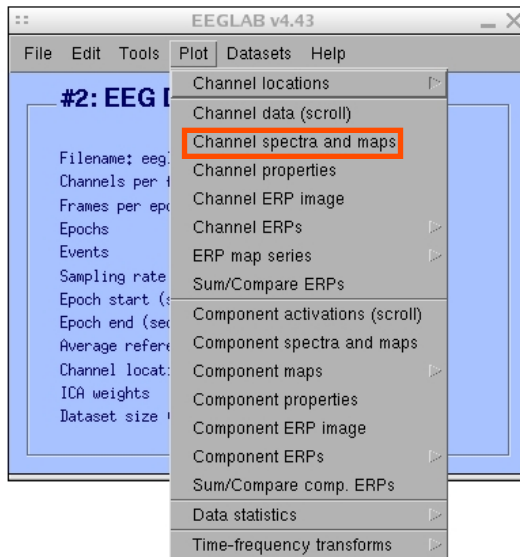 EEGLAB v4.43
File Edit Tools Plot Datasets Help
#2: EEG
Filename: eegl
Channels per
Frames per epo
Epochs
Events
Sampling rate
Epoch start (s
Epoch end (sec
Average refere
Channel locat
ICA weights
Dataset size
Channel locations
Channel data (scroll)
Channel spectra and maps
Channel properties
Channel ERP image
Channel ERPs
ERP map series
Sum/Compare ERPs
Component activations (scroll)
Component spectra and maps
Component maps
Component properties
Component ERP image
Component ERPs
Sum/Compare comp. ERPs
Data statistics
Time-frequency transforms